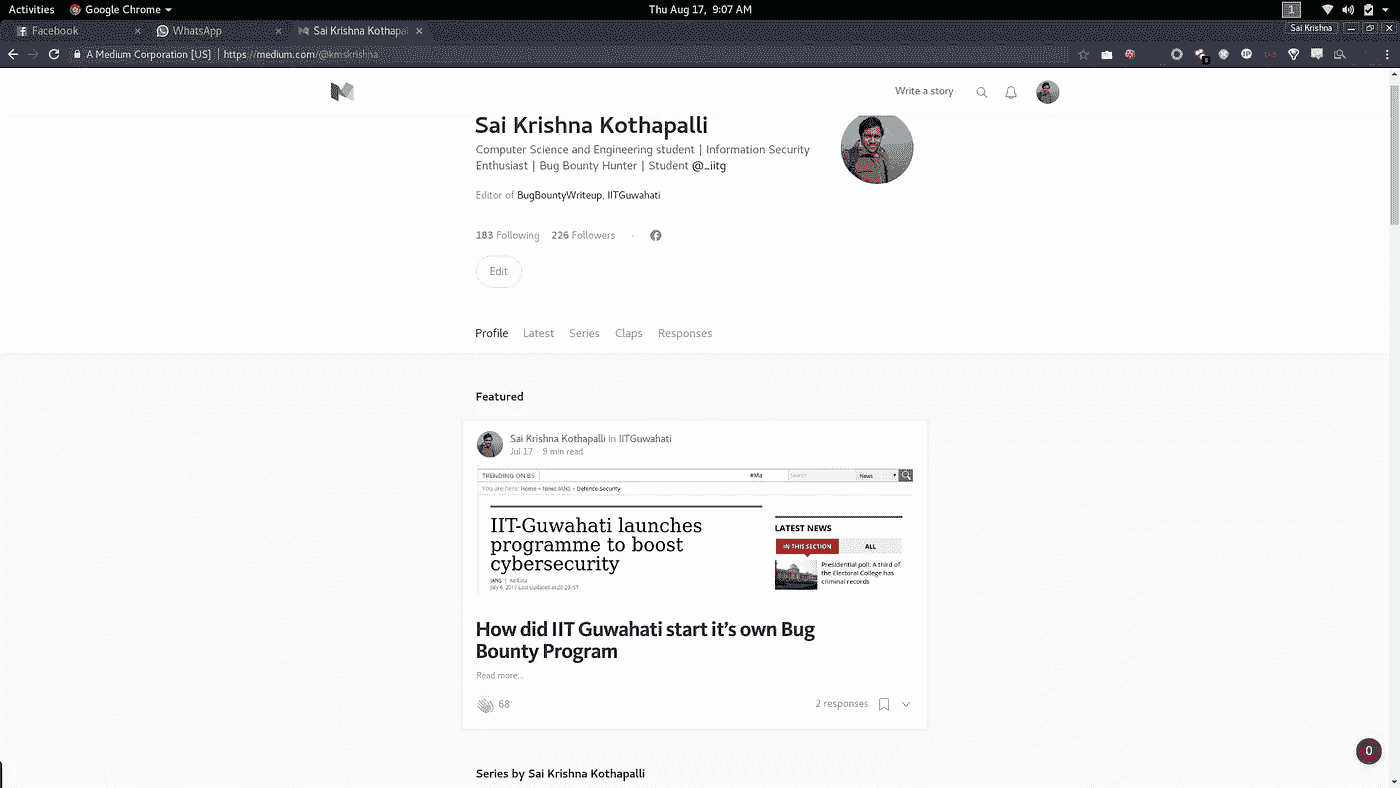 Activities Google Chrome Thu Aug 17, 9:07 AM 1
Facebook WhatsApp Sai Krishna Kothapal Sai Krishna
A Medium Corporation [US] https://medium.com/@kmskrishna
Write a story
Sai Krishna Kothapalli
Computer Science and Engineering student | Information Security
Enthusiast | Bug Bounty Hunter | Student @_iitg
Editor of BugBountyWriteup, IITGuwahati
183 Following 226 Followers
Edit
Profile Latest Series Claps Responses
Featured
Sai Krishna Kothapalli in IITGuwahati
Jul 17 · 9 min read
TRENDING ON BS #Ma Search News
You are here: Home » News-IANS » Defence-Security
IIT-Guwahati launches
programme to boost
cybersecurity
IANS | Kolkata
July 6, 2017 Last Updated at 20:20 IST
LATEST NEWS
IN THIS SECTION ALL
Presidential poll: A third of
the Electoral College has
criminal records
How did IIT Guwahati start it's own Bug
Bounty Program
Read more...
68 2 responses
0
Series by Sai Krishna Kothapalli